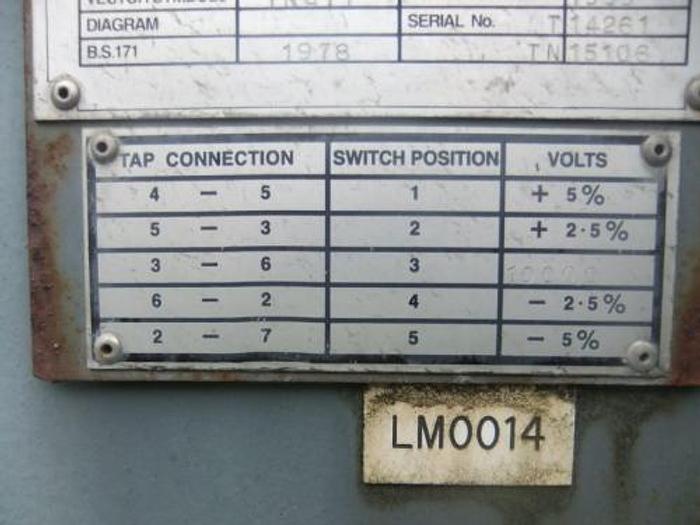 DIAGRAM SERIAL No. T 14261
B.S.171 1978 TN 15106
TAP CONNECTION SWITCH POSITION VOLTS
4 - 5 1 + 5%
5 - 3 2 + 2·5%
3 - 6 3
6 - 2 4 - 2·5%
2 - 7 5 - 5%
LM0014